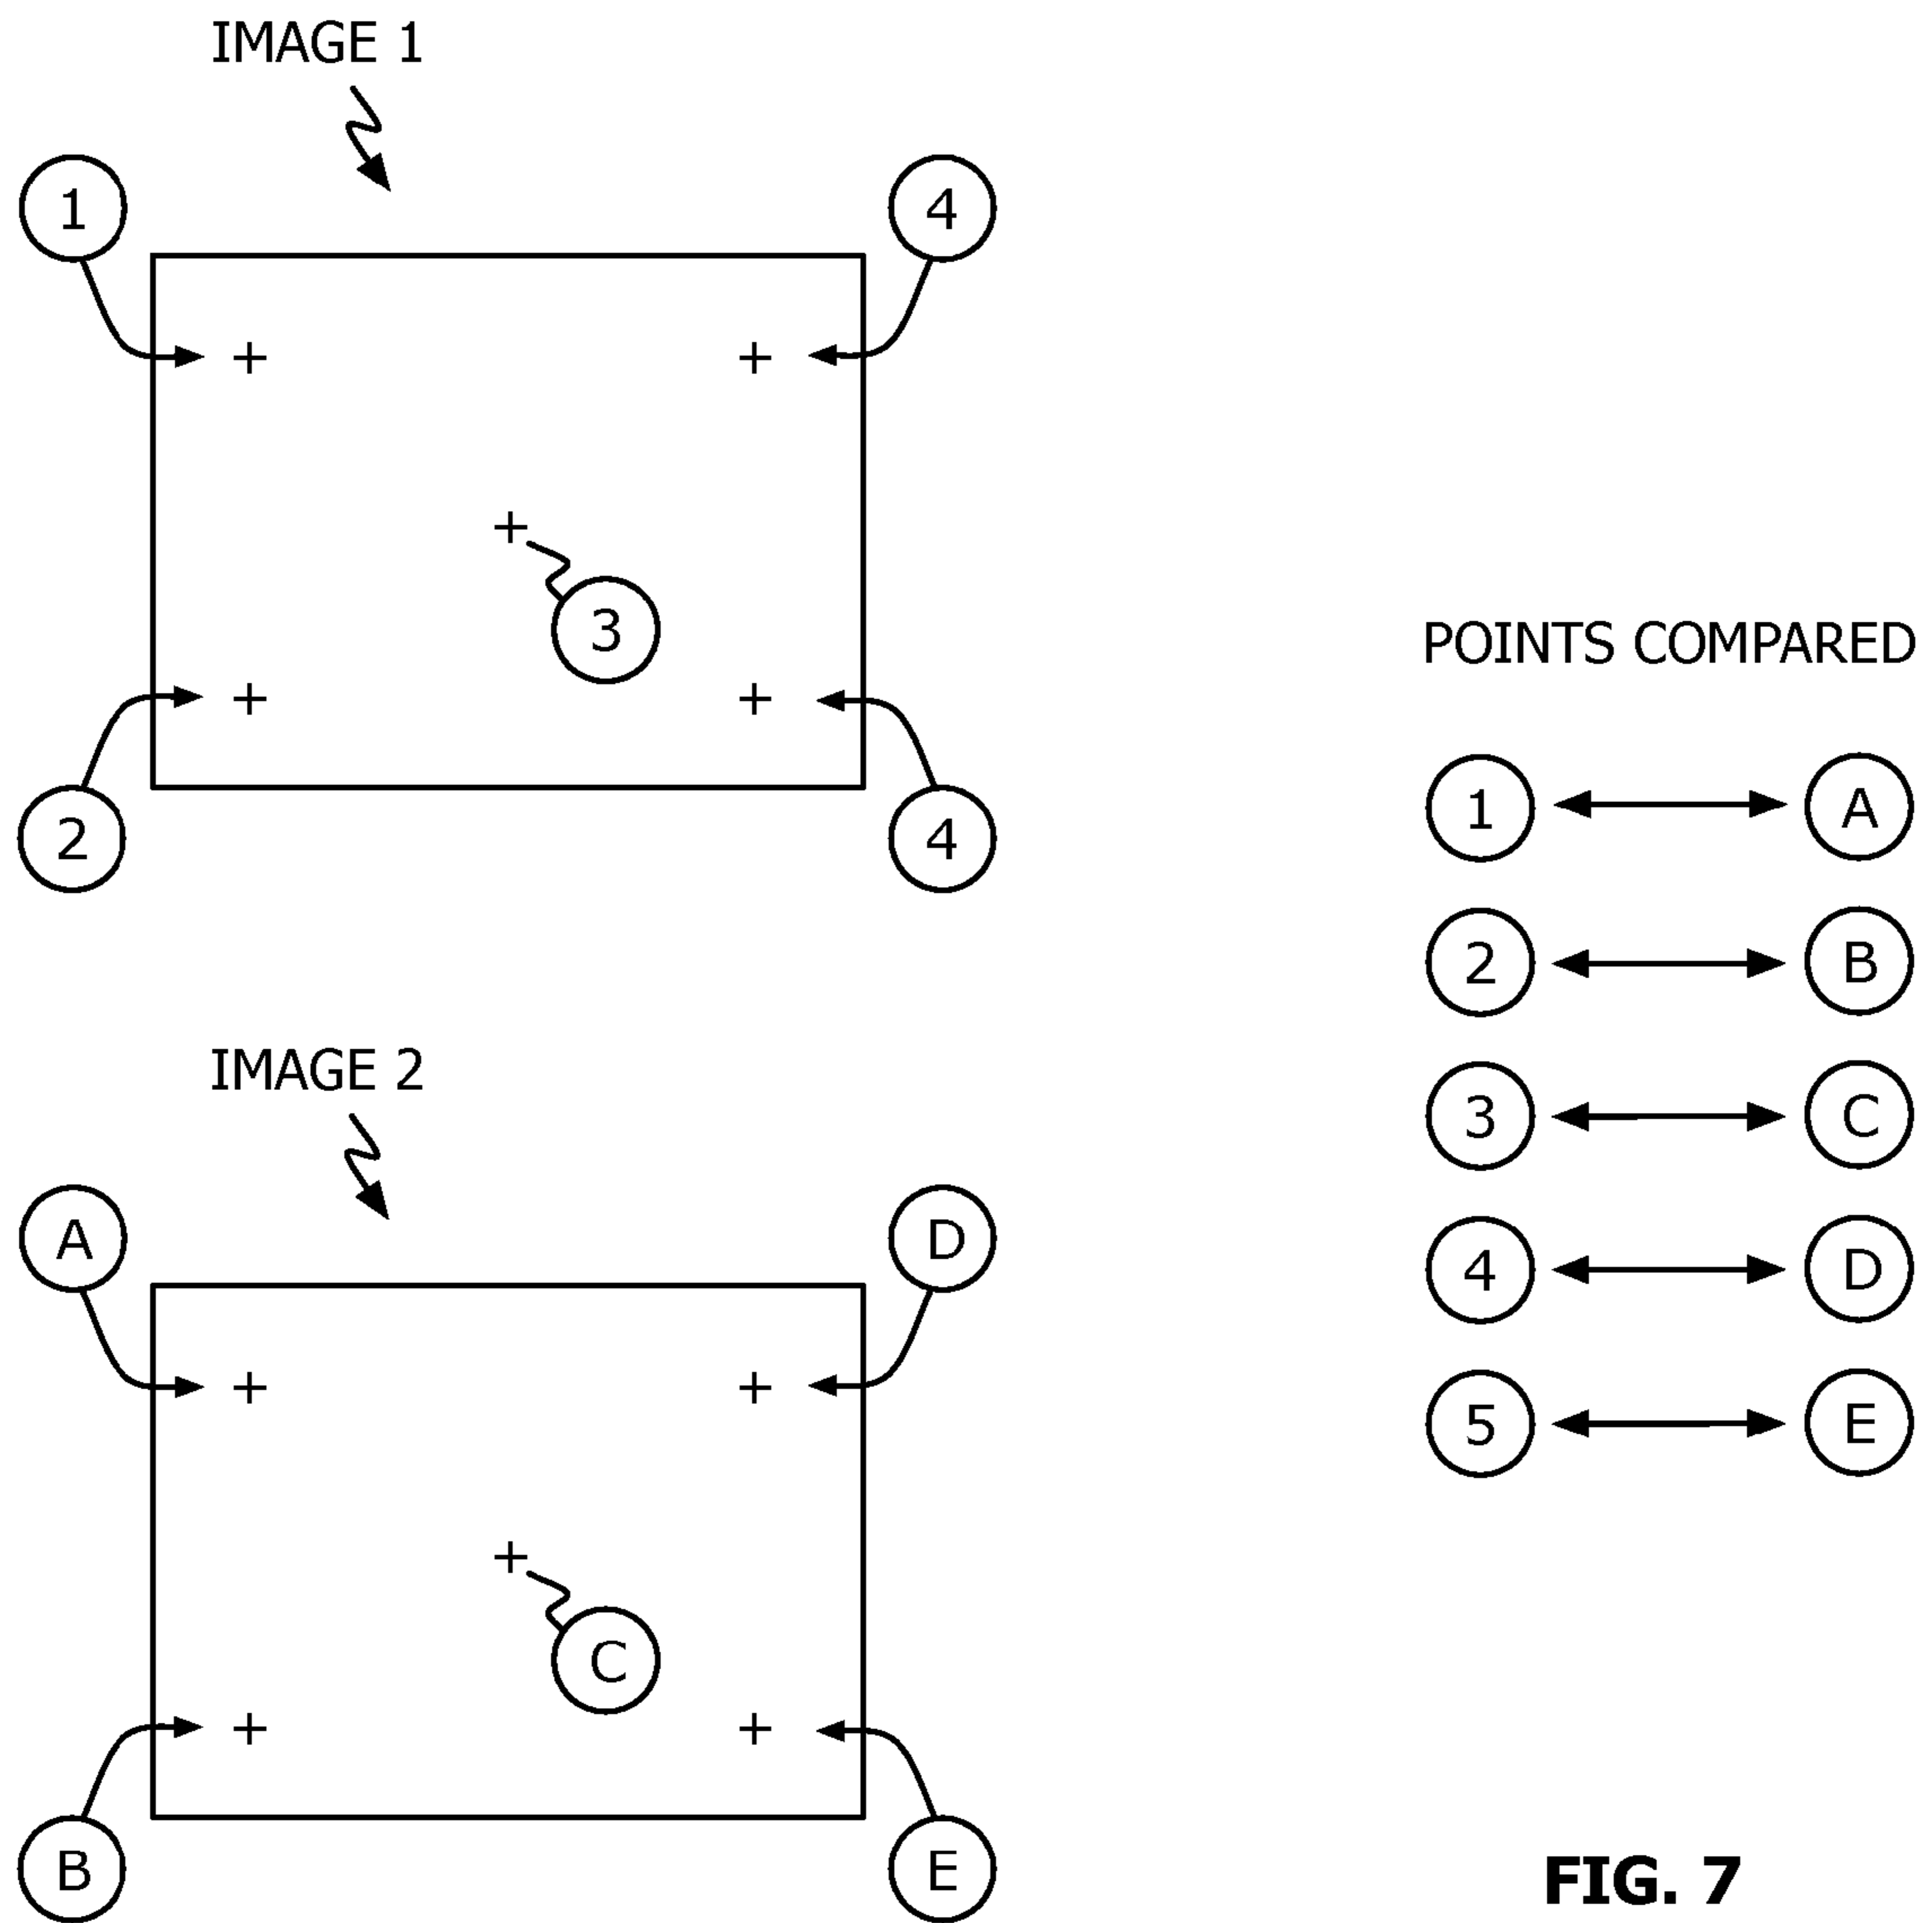 IMAGE 1
1
4
3
2
4
IMAGE 2
A
D
C
B
E
POINTS COMPARED
1 A
2 B
3 C
4 D
5 E
FIG. 7